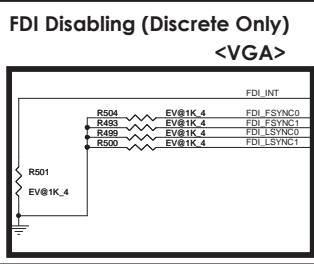 FDI Disabling (Discrete Only)
<VGA>
FDI_INT
R504 EV@1K_4 FDI_FSYNC0
R493 EV@1K_4 FDI_FSYNC1
R499 EV@1K_4 FDI_LSYNC0
R500 EV@1K_4 FDI_LSYNC1
R501
EV@1K_4